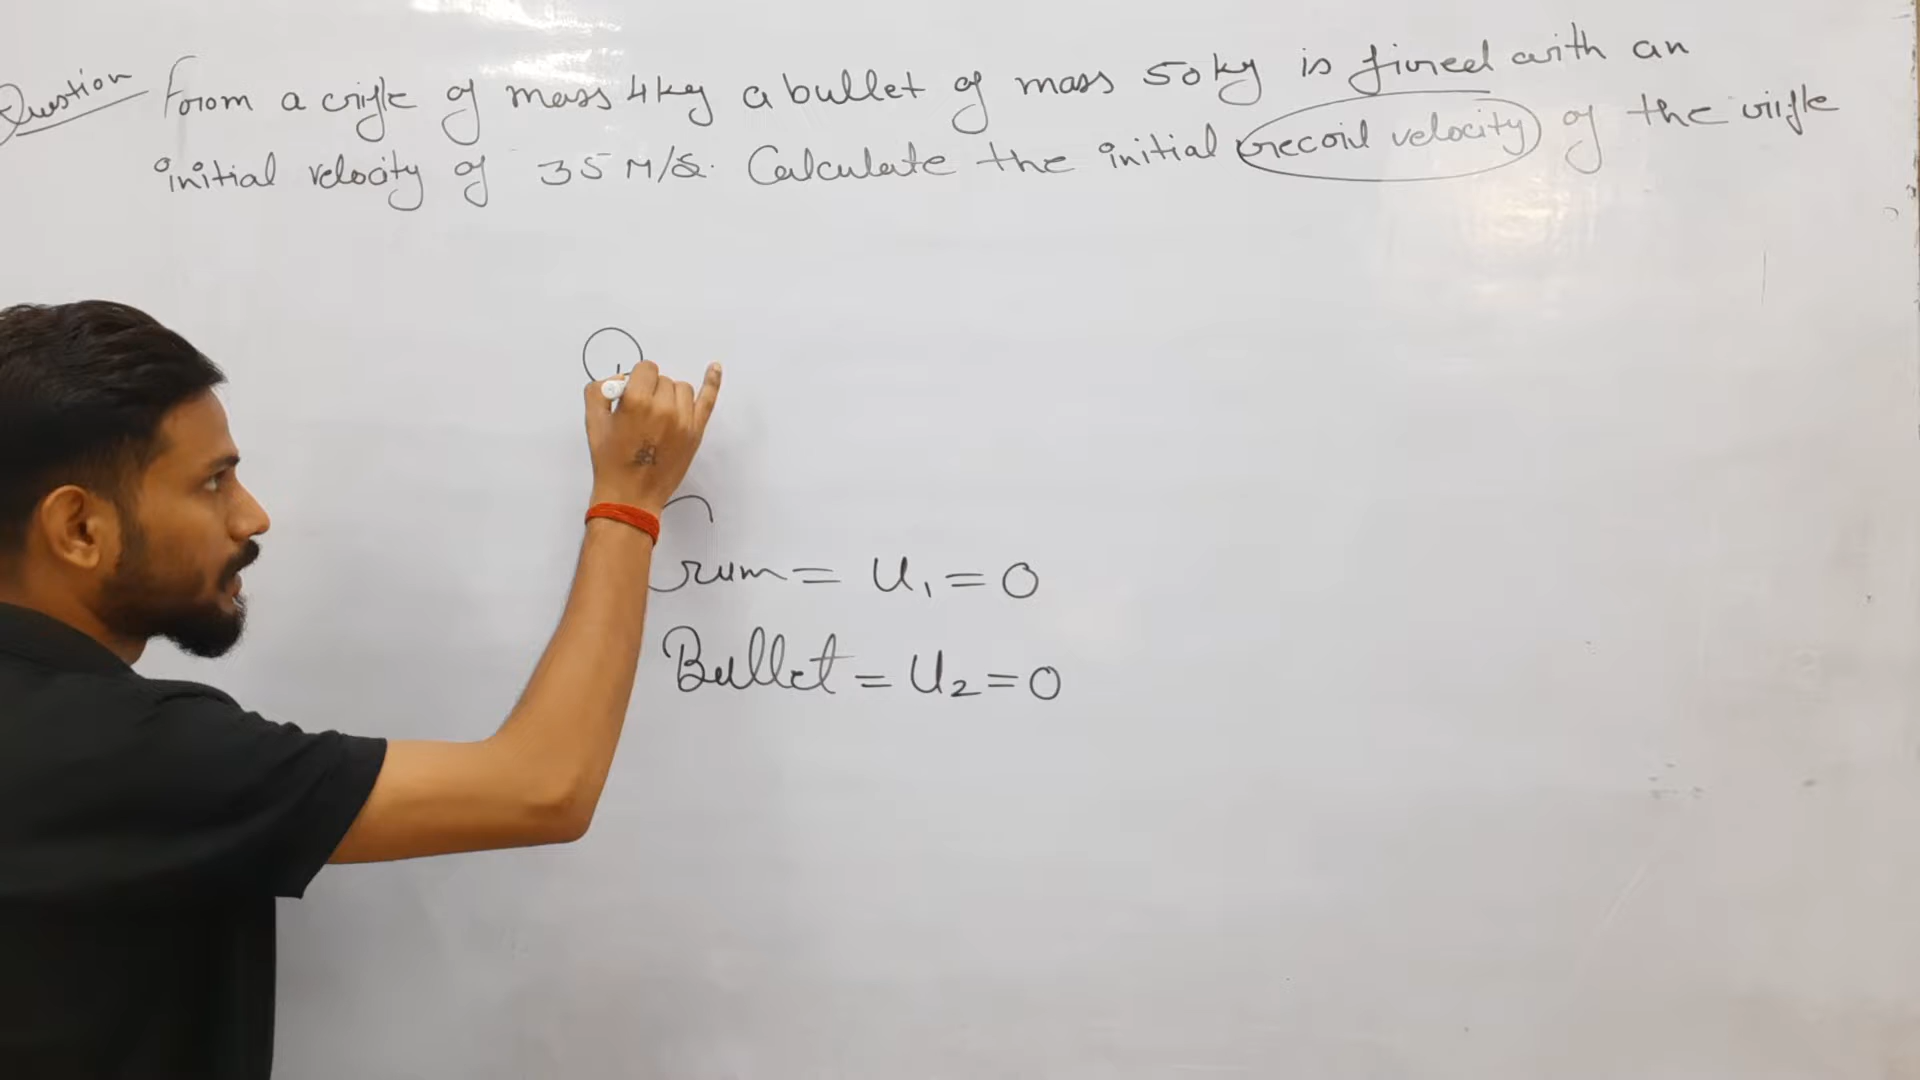 Question From a rifle of mass 4kg a bullet of mass 50kg is fired with an
initial velocity of 35 M/S. Calculate the initial recoil velocity of the rifle
= U₁ = 0
Bullet = U₂ = 0